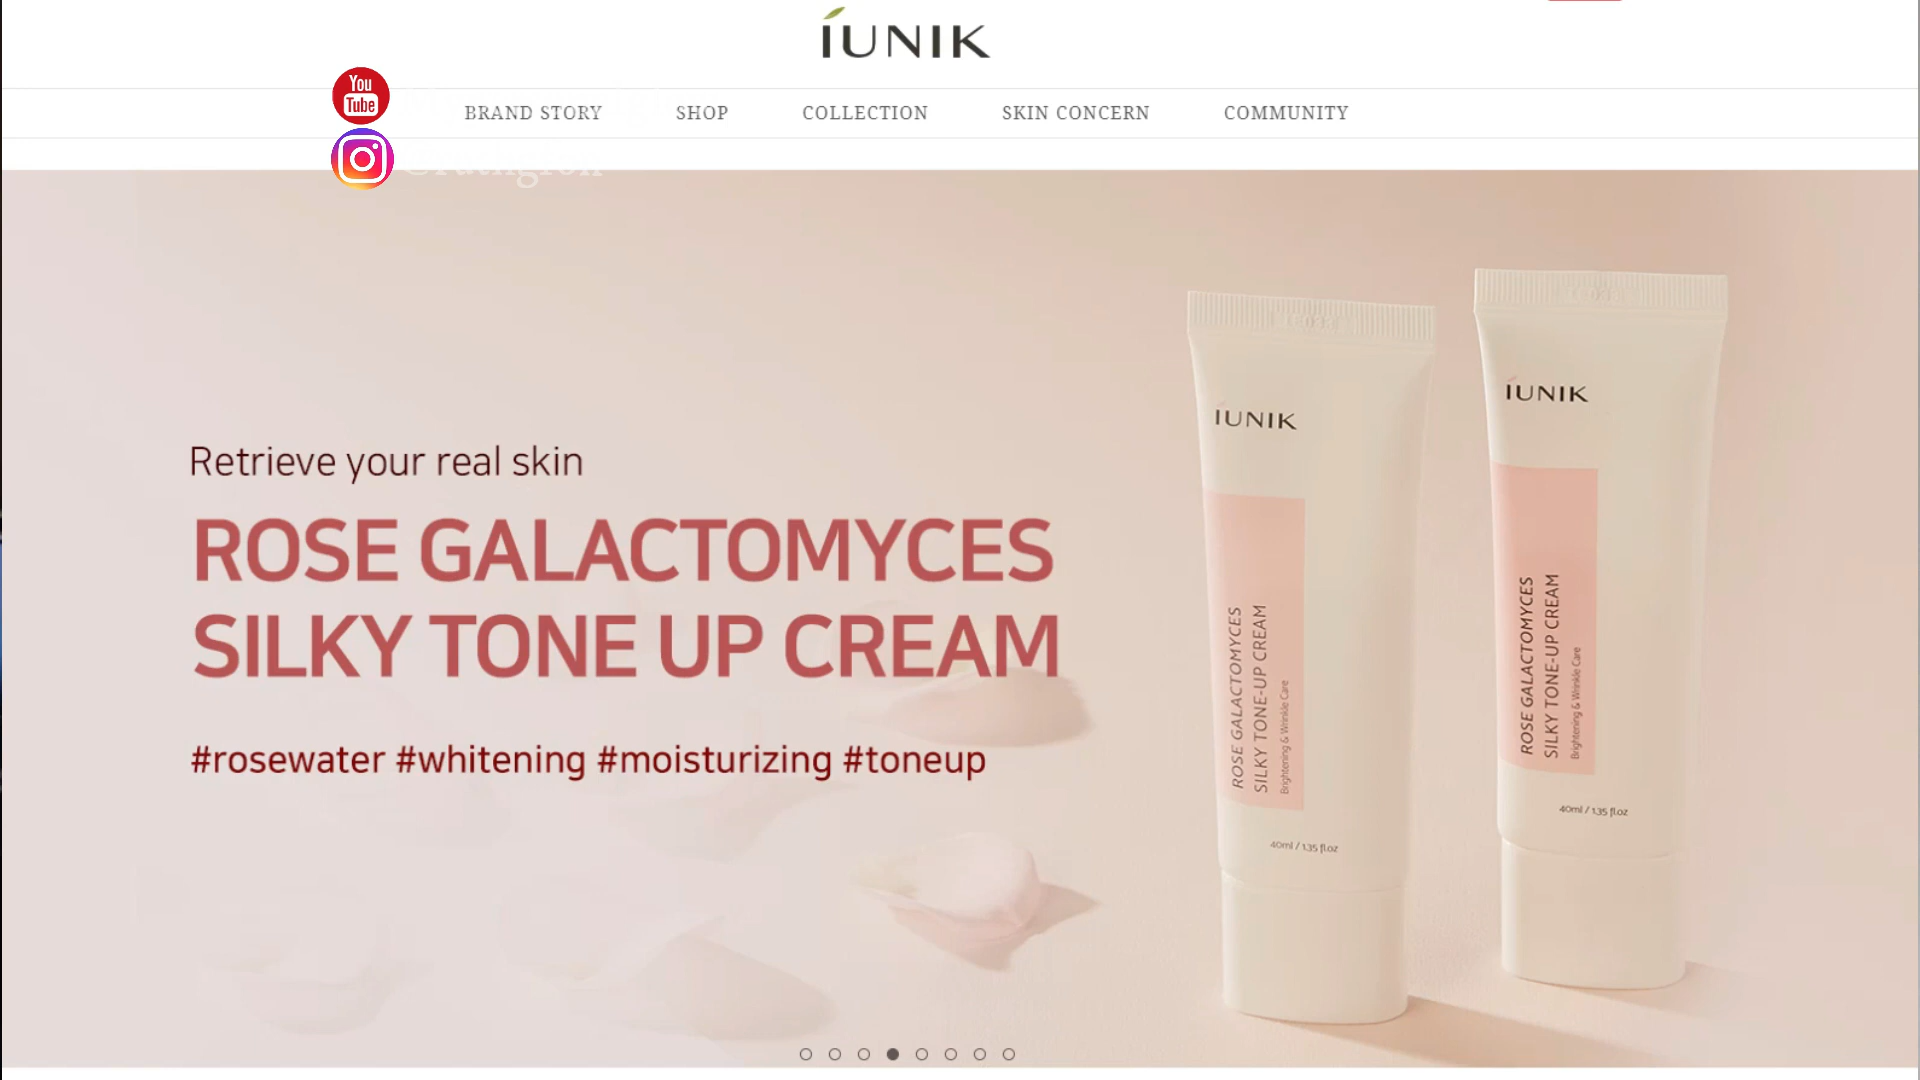 IUNIK
You
Tube
BRAND STORY SHOP COLLECTION SKIN CONCERN COMMUNITY
Retrieve your real skin
ROSE GALACTOMYCES
SILKY TONE UP CREAM
#rosewater #whitening #moisturizing #toneup
IUNIK
ROSE GALACTOMYCES
SILKY TONE-UP CREAM
Brightening & Wrinkle Care
40ml / 1.35 fl.oz
IUNIK
ROSE GALACTOMYCES
SILKY TONE-UP CREAM
Brightening & Wrinkle Care
40ml / 1.35 fl.oz